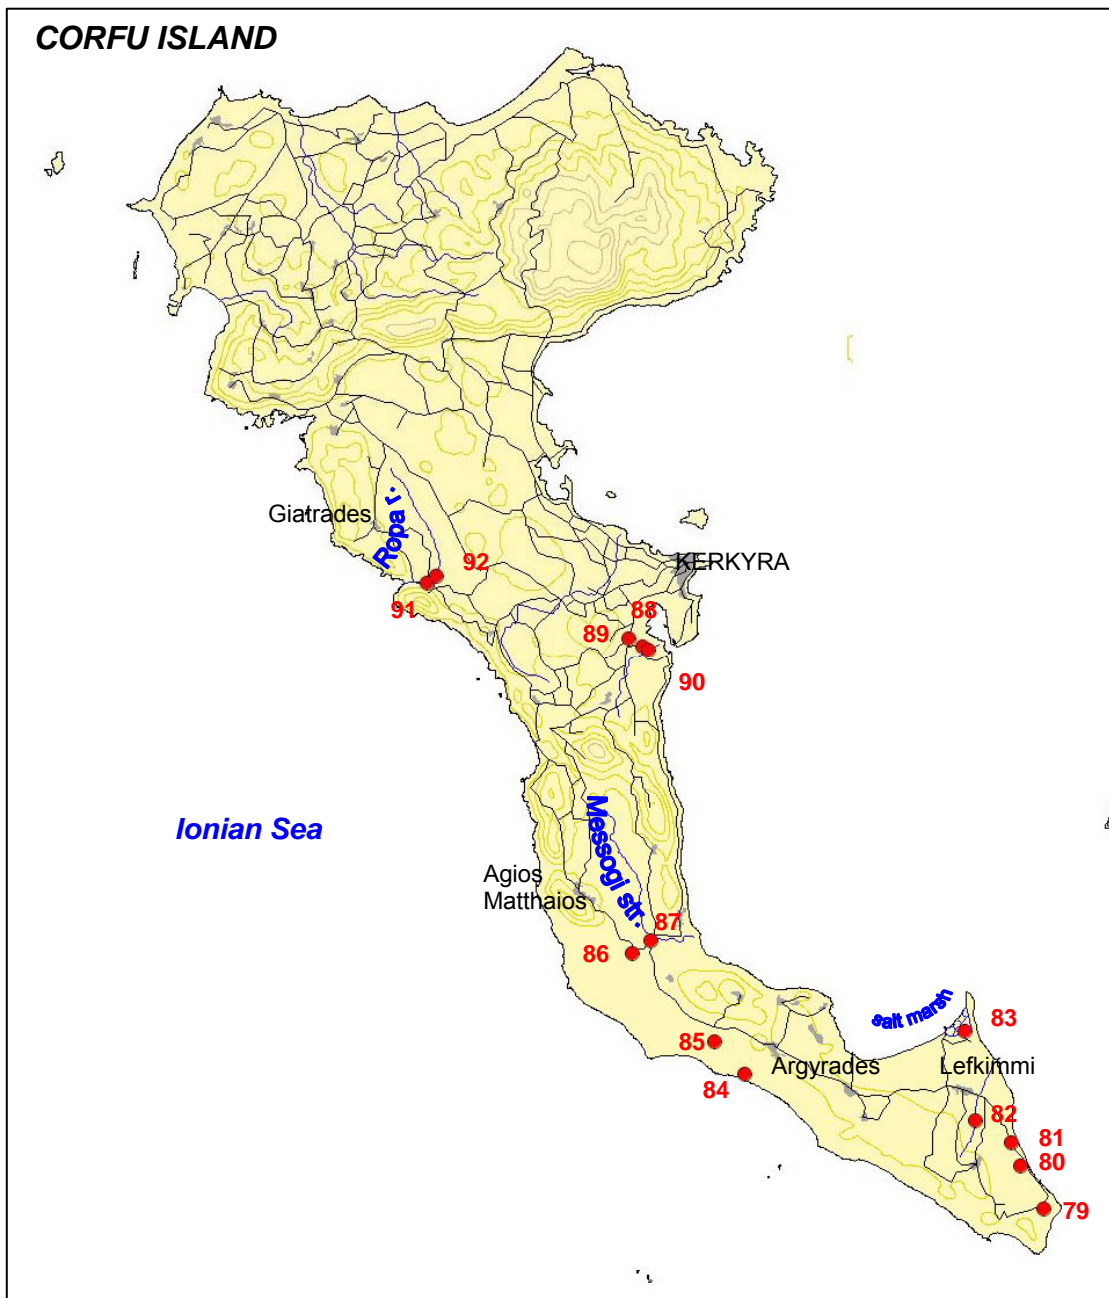 CORFU ISLAND
Giatrades
Ropa r.
92
91
KERKYRA
88
89
90
Ionian Sea
Messogi str.
Agios
Matthaios
87
86
salt marsh
83
85
Argyrades
Lefkimmi
84
82
81
80
79